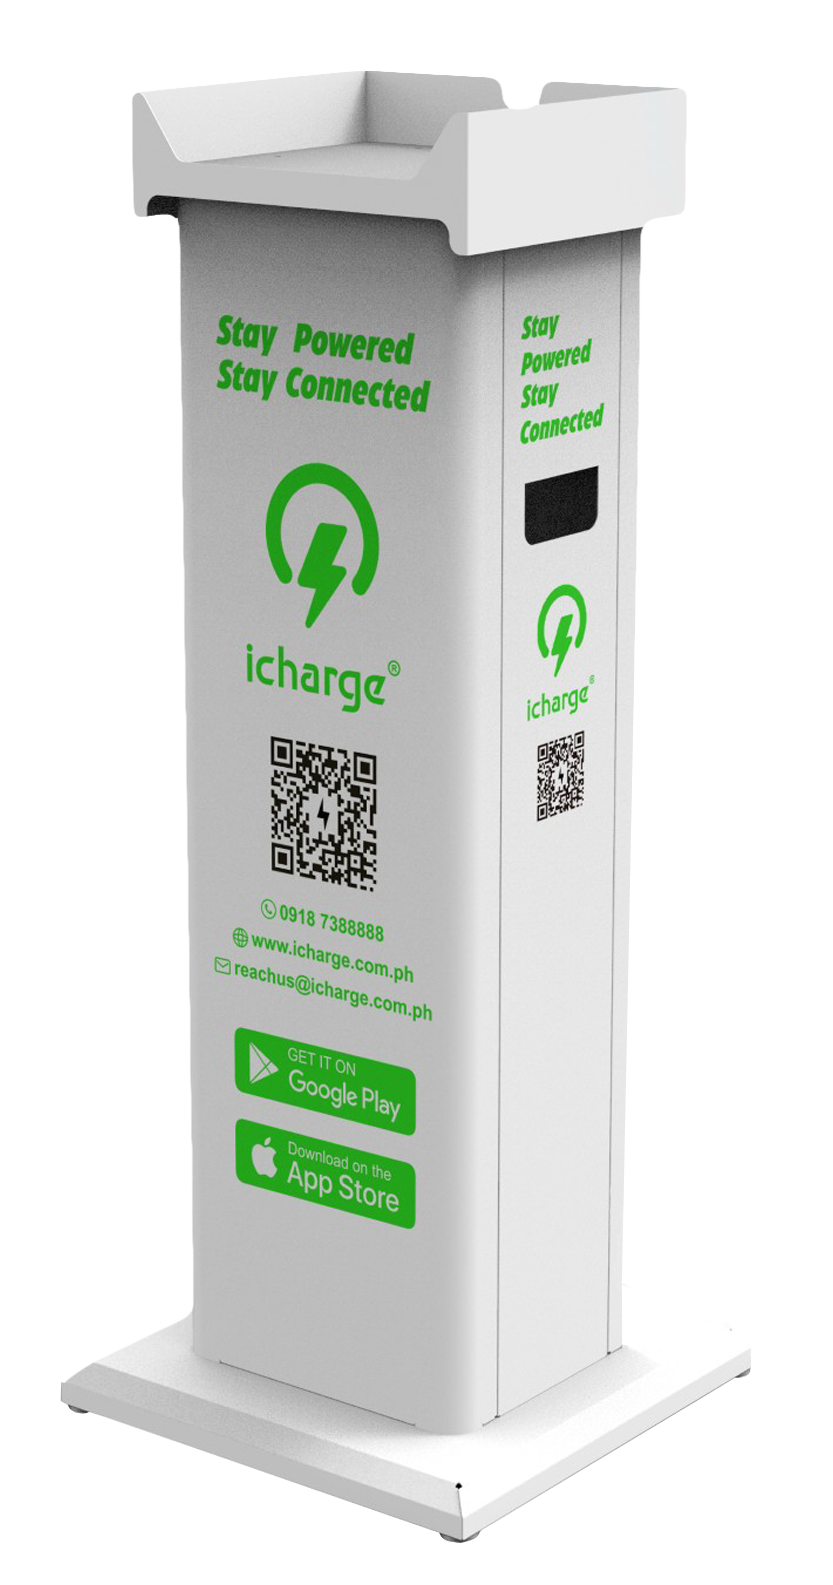 Stay Powered
Stay Connected
icharge®
0918 7388888
www.icharge.com.ph
reachus@icharge.com.ph
GET IT ON
Google Play
Download on the
App Store
Stay
Powered
Stay
Connected
icharge®